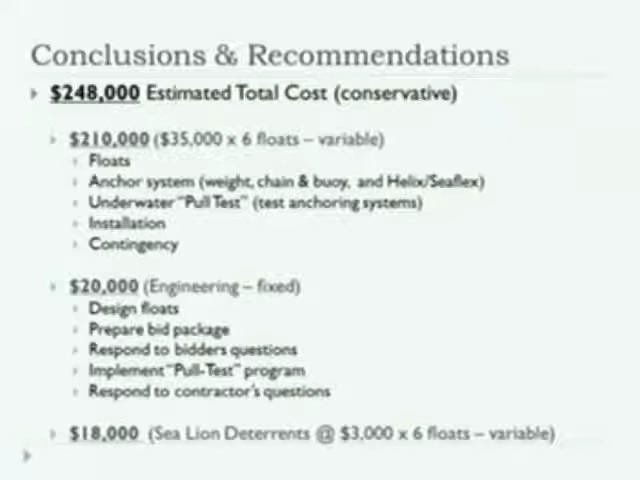 Conclusions & Recommendations
$248,000 Estimated Total Cost (conservative)
$210,000 ($35,000 x 6 floats – variable)
Floats
Anchor system (weight, chain & buoy, and Helix/Seaflex)
Underwater "Pull Test" (test anchoring systems)
Installation
Contingency
$20,000 (Engineering – fixed)
Design floats
Prepare bid package
Respond to bidders questions
Implement "Pull-Test" program
Respond to contractor's questions
$18,000 (Sea Lion Deterrents @ $3,000 x 6 floats – variable)